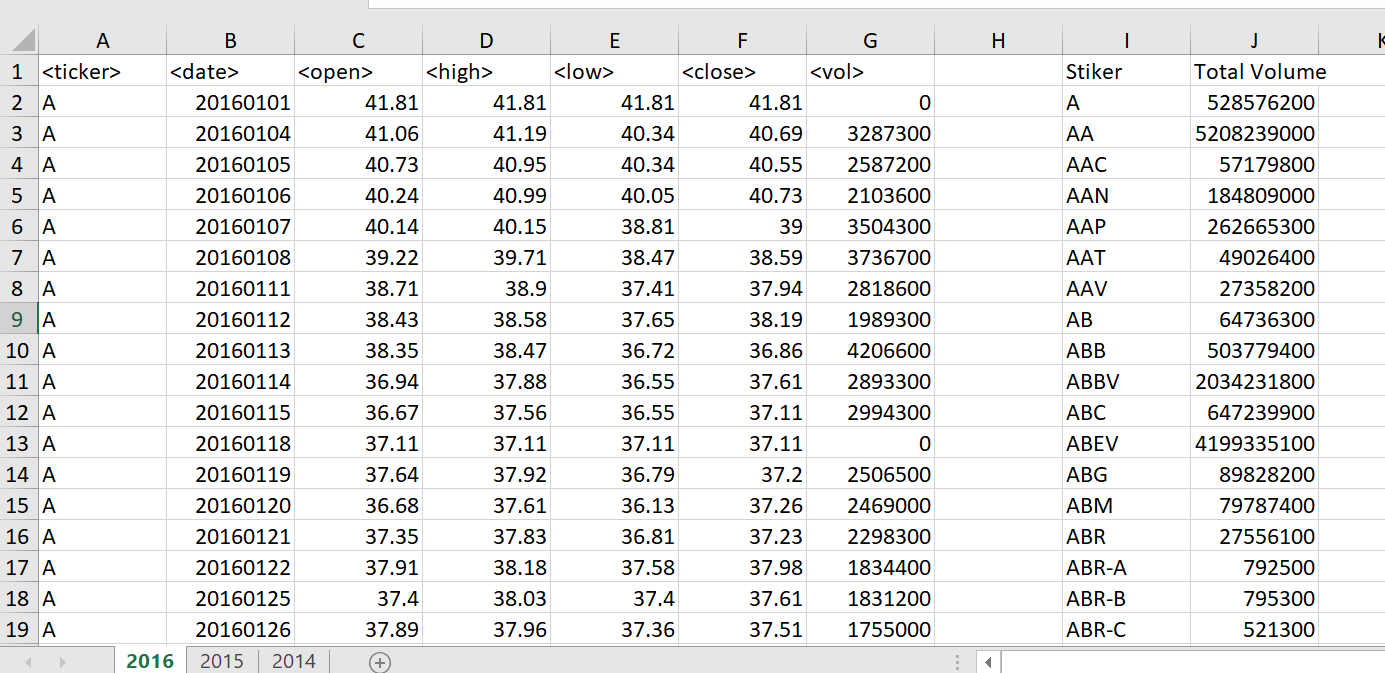 A B C D E F G H I J K
1 <ticker> <date> <open> <high> <low> <close> <vol> Stiker Total Volume
2 A 20160101 41.81 41.81 41.81 41.81 0 A 528576200
3 A 20160104 41.06 41.19 40.34 40.69 3287300 AA 5208239000
4 A 20160105 40.73 40.95 40.34 40.55 2587200 AAC 57179800
5 A 20160106 40.24 40.99 40.05 40.73 2103600 AAN 184809000
6 A 20160107 40.14 40.15 38.81 39 3504300 AAP 262665300
7 A 20160108 39.22 39.71 38.47 38.59 3736700 AAT 49026400
8 A 20160111 38.71 38.9 37.41 37.94 2818600 AAV 27358200
9 A 20160112 38.43 38.58 37.65 38.19 1989300 AB 64736300
10 A 20160113 38.35 38.47 36.72 36.86 4206600 ABB 503779400
11 A 20160114 36.94 37.88 36.55 37.61 2893300 ABBV 2034231800
12 A 20160115 36.67 37.56 36.55 37.11 2994300 ABC 647239900
13 A 20160118 37.11 37.11 37.11 37.11 0 ABEV 4199335100
14 A 20160119 37.64 37.92 36.79 37.2 2506500 ABG 89828200
15 A 20160120 36.68 37.61 36.13 37.26 2469000 ABM 79787400
16 A 20160121 37.35 37.83 36.81 37.23 2298300 ABR 27556100
17 A 20160122 37.91 38.18 37.58 37.98 1834400 ABR-A 792500
18 A 20160125 37.4 38.03 37.4 37.61 1831200 ABR-B 795300
19 A 20160126 37.89 37.96 37.36 37.51 1755000 ABR-C 521300
2016 2015 2014